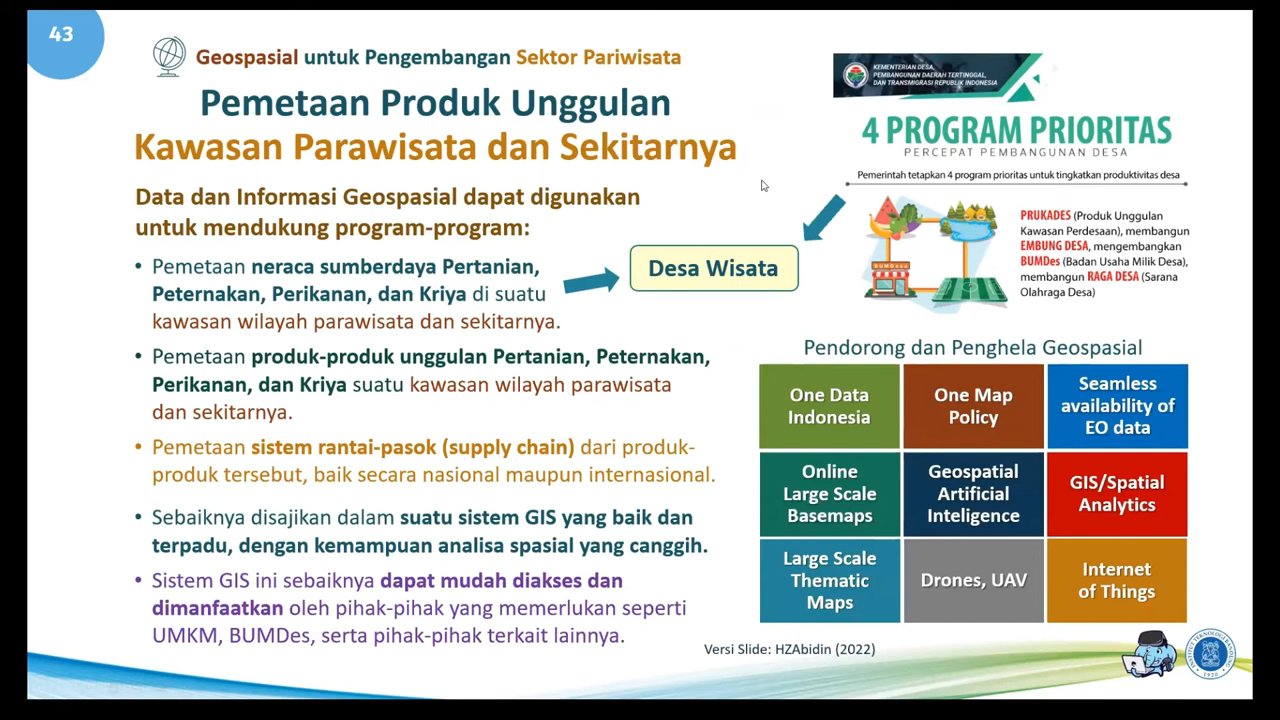 43
Geospasial untuk Pengembangan Sektor Pariwisata
Pemetaan Produk Unggulan
Kawasan Parawisata dan Sekitarnya
Data dan Informasi Geospasial dapat digunakan
untuk mendukung program-program:
• Pemetaan neraca sumberdaya Pertanian,
Peternakan, Perikanan, dan Kriya di suatu
kawasan wilayah parawisata dan sekitarnya.
• Pemetaan produk-produk unggulan Pertanian, Peternakan,
Perikanan, dan Kriya suatu kawasan wilayah parawisata
dan sekitarnya.
• Pemetaan sistem rantai-pasok (supply chain) dari produk-
produk tersebut, baik secara nasional maupun internasional.
• Sebaiknya disajikan dalam suatu sistem GIS yang baik dan
terpadu, dengan kemampuan analisa spasial yang canggih.
• Sistem GIS ini sebaiknya dapat mudah diakses dan
dimanfaatkan oleh pihak-pihak yang memerlukan seperti
UMKM, BUMDes, serta pihak-pihak terkait lainnya.
Desa Wisata
KEMENTERIAN DESA,
PEMBANGUNAN DAERAH TERTINGGAL,
DAN TRANSMIGRASI REPUBLIK INDONESIA
4 PROGRAM PRIORITAS
PERCEPAT PEMBANGUNAN DESA
Pemerintah tetapkan 4 program prioritas untuk tingkatkan produktivitas desa
BUMDES
PRUKADES (Produk Unggulan
Kawasan Perdesaan), membangun
EMBUNG DESA, mengembangkan
BUMDes (Badan Usaha Milik Desa),
membangun RAGA DESA (Sarana
Olahraga Desa)
Pendorong dan Penghela Geospasial
One Data
Indonesia
One Map
Policy
Seamless
availability of
EO data
Online
Large Scale
Basemaps
Geospatial
Artificial
Inteligence
GIS/Spatial
Analytics
Large Scale
Thematic
Maps
Drones, UAV
Internet
of Things
Versi Slide: HZAbidin (2022)
INSTITUT TEKNOLOGI BANDUNG
1920